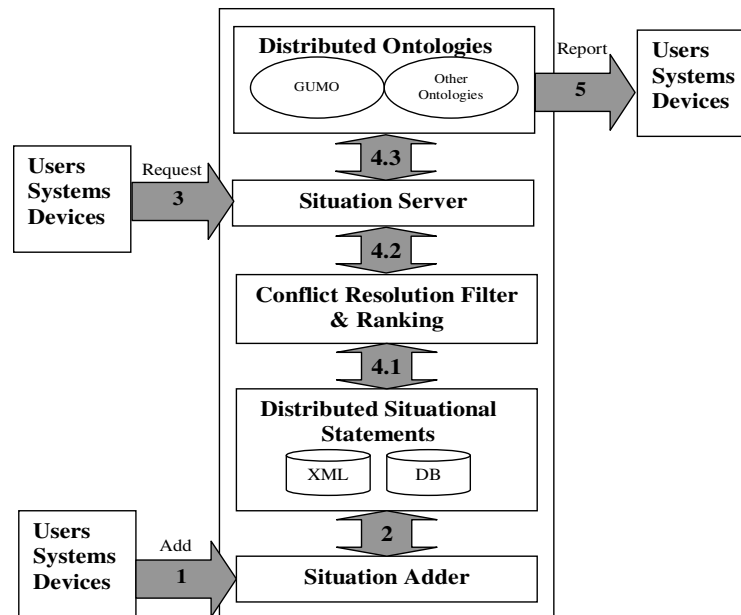 Distributed Ontologies
GUMO
Other
Ontologies
Report
5
Users
Systems
Devices
4.3
Users
Systems
Devices
Request
3
Situation Server
4.2
Conflict Resolution Filter
& Ranking
4.1
Distributed Situational
Statements
XML
DB
2
Users
Systems
Devices
Add
1
Situation Adder